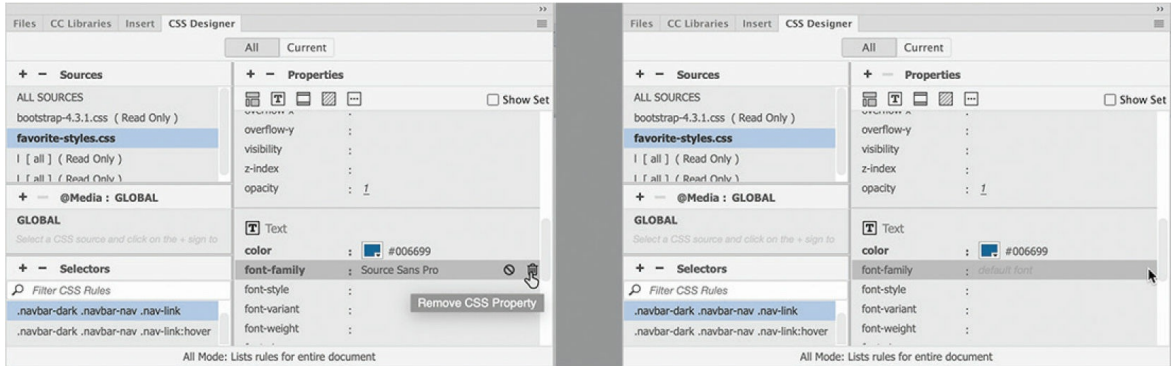 Files CC Libraries Insert CSS Designer
All Current
+ − Sources
ALL SOURCES
bootstrap-4.3.1.css ( Read Only )
favorite-styles.css
l [ all ] ( Read Only )
l [ all ] ( Read Only )
+ − @Media : GLOBAL
GLOBAL
Select a CSS source and click on the + sign to
+ − Selectors
Filter CSS Rules
.navbar-dark .navbar-nav .nav-link
.navbar-dark .navbar-nav .nav-link:hover
+ − Properties
Show Set
overflow-x
overflow-y :
visibility :
z-index :
opacity : 1
T Text
color : #006699
font-family : Source Sans Pro
font-style :
Remove CSS Property
font-variant :
font-weight :
All Mode: Lists rules for entire document
Files CC Libraries Insert CSS Designer
All Current
+ − Sources
ALL SOURCES
bootstrap-4.3.1.css ( Read Only )
favorite-styles.css
l [ all ] ( Read Only )
l [ all ] ( Read Only )
+ − @Media : GLOBAL
GLOBAL
Select a CSS source and click on the + sign to
+ − Selectors
Filter CSS Rules
.navbar-dark .navbar-nav .nav-link
.navbar-dark .navbar-nav .nav-link:hover
+ − Properties
Show Set
overflow-x
overflow-y :
visibility :
z-index :
opacity : 1
T Text
color : #006699
font-family : default font
font-style :
font-variant :
font-weight :
All Mode: Lists rules for entire document